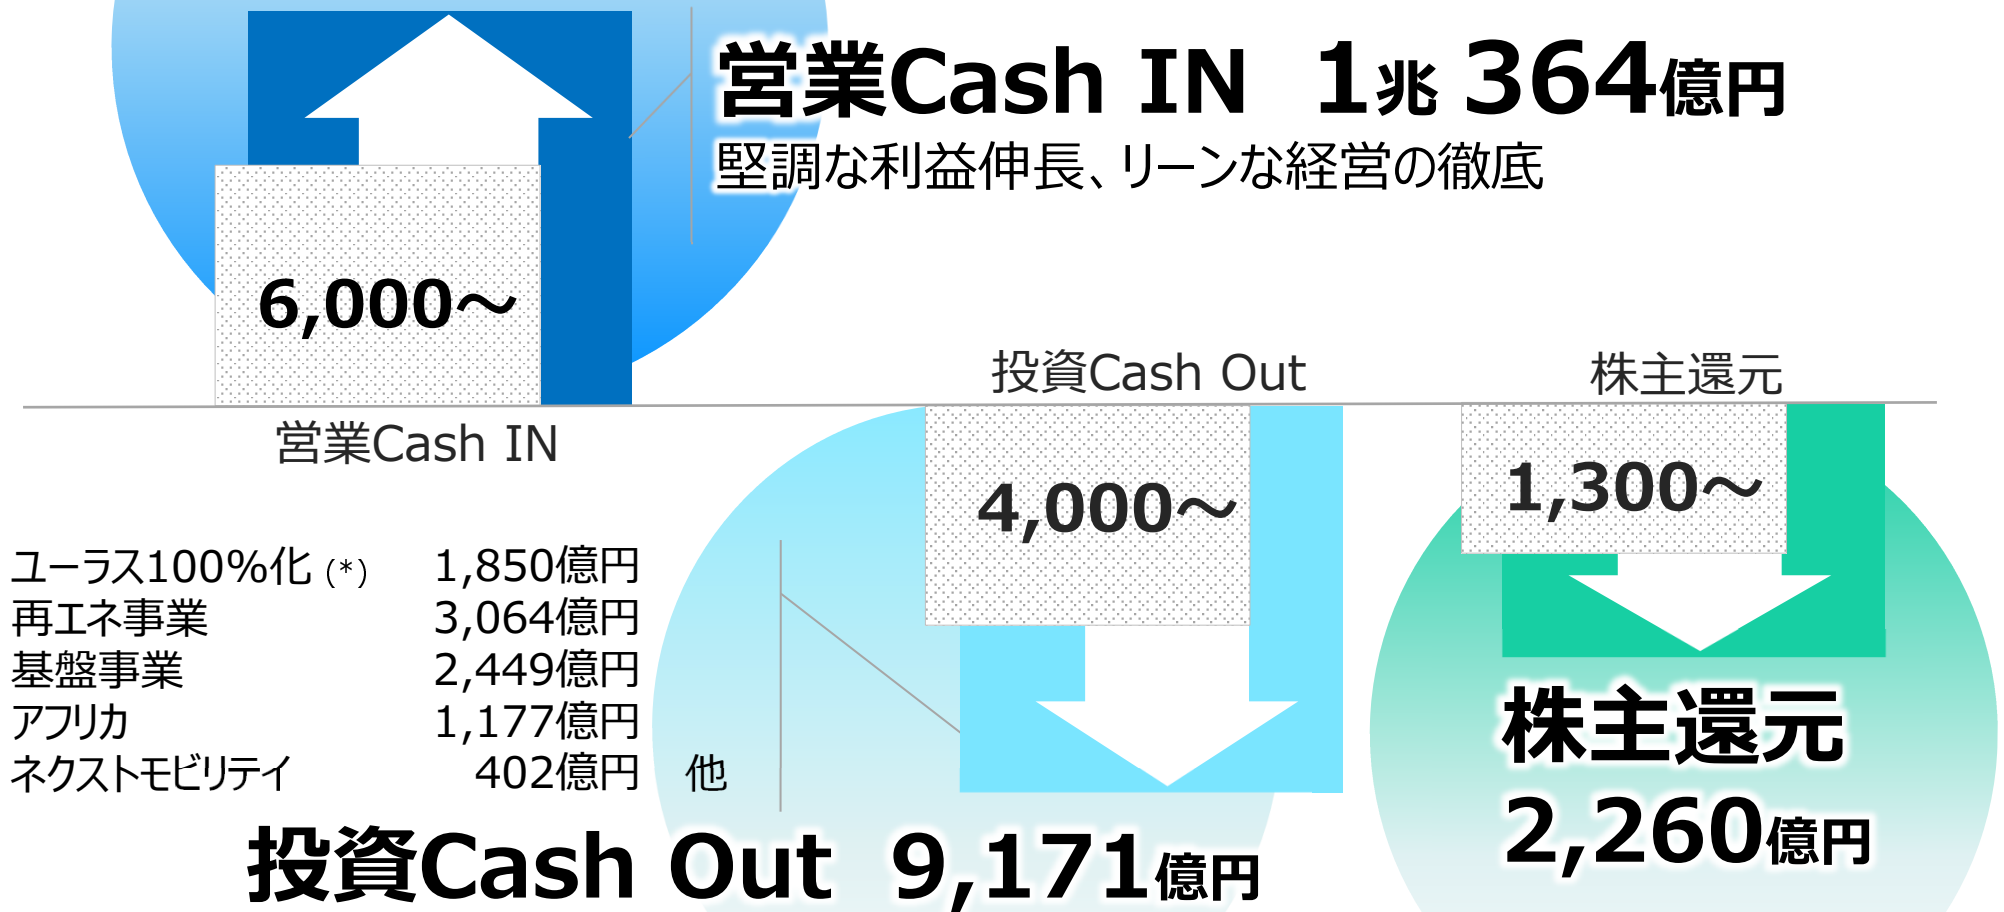 営業Cash IN 1兆 364億円
堅調な利益伸長、リーンな経営の徹底
6,000～
営業Cash IN
投資Cash Out
株主還元
4,000～
1,300～
ユーラス100%化 (*) 1,850億円
再エネ事業 3,064億円
基盤事業 2,449億円
アフリカ 1,177億円
ネクストモビリテイ 402億円 他
投資Cash Out 9,171億円
株主還元
2,260億円